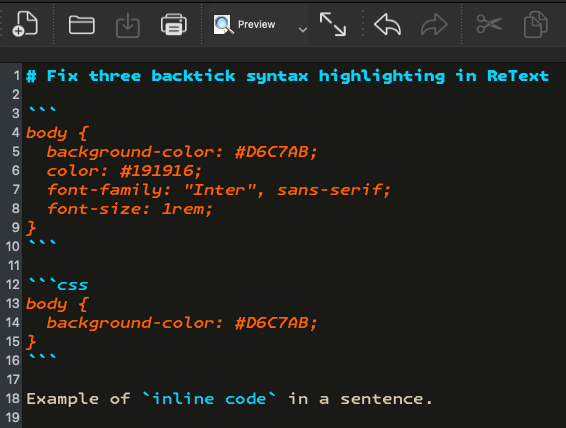 Preview
1 # Fix three backtick syntax highlighting in ReText
2
3 ```
4 body {
5   background-color: #D6C7AB;
6   color: #191916;
7   font-family: "Inter", sans-serif;
8   font-size: 1rem;
9 }
10 ```
11
12 ```css
13 body {
14   background-color: #D6C7AB;
15 }
16 ```
17
18 Example of `inline code` in a sentence.
19